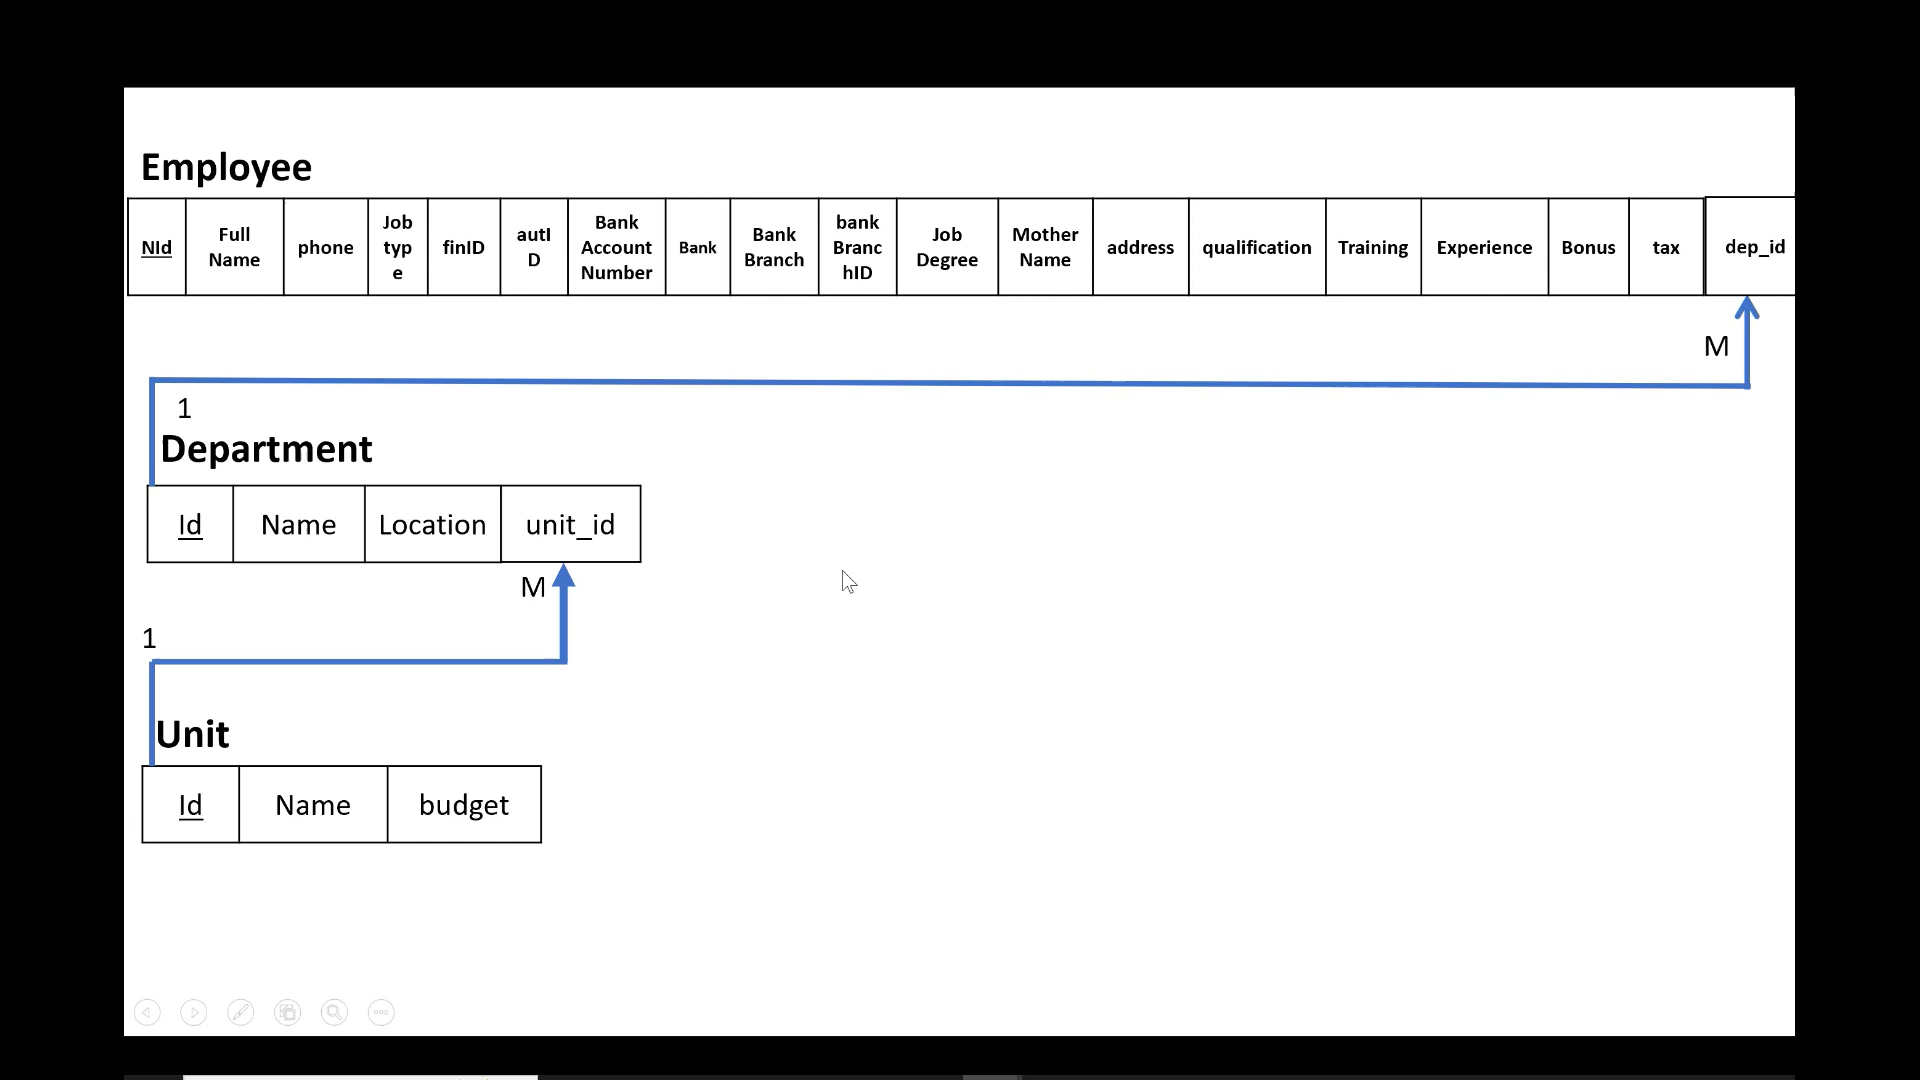 Employee
NId
Full
Name
phone
Job
typ
e
finID
autI
D
Bank
Account
Number
Bank
Bank
Branch
bank
Branc
hID
Job
Degree
Mother
Name
address
qualification
Training
Experience
Bonus
tax
dep_id
M
1
Department
Id
Name
Location
unit_id
M
1
Unit
Id
Name
budget